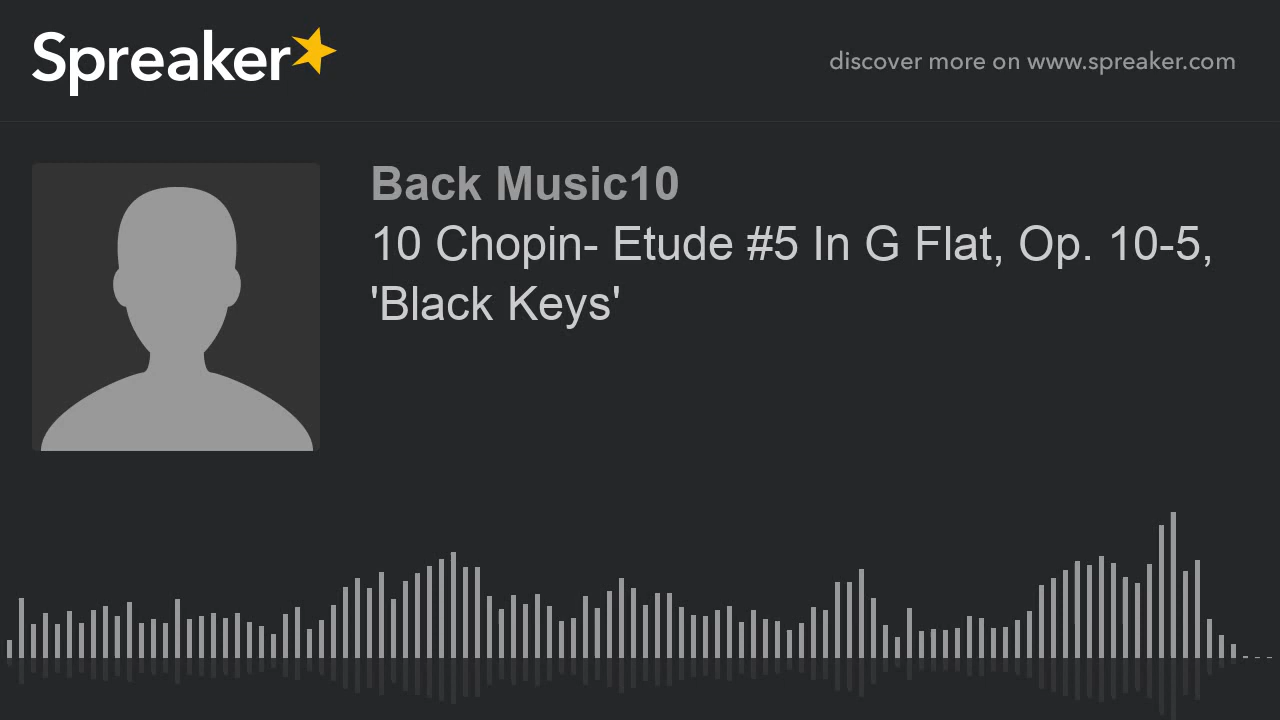 Spreaker
discover more on www.spreaker.com
Back Music10
10 Chopin- Etude #5 In G Flat, Op. 10-5,
'Black Keys'